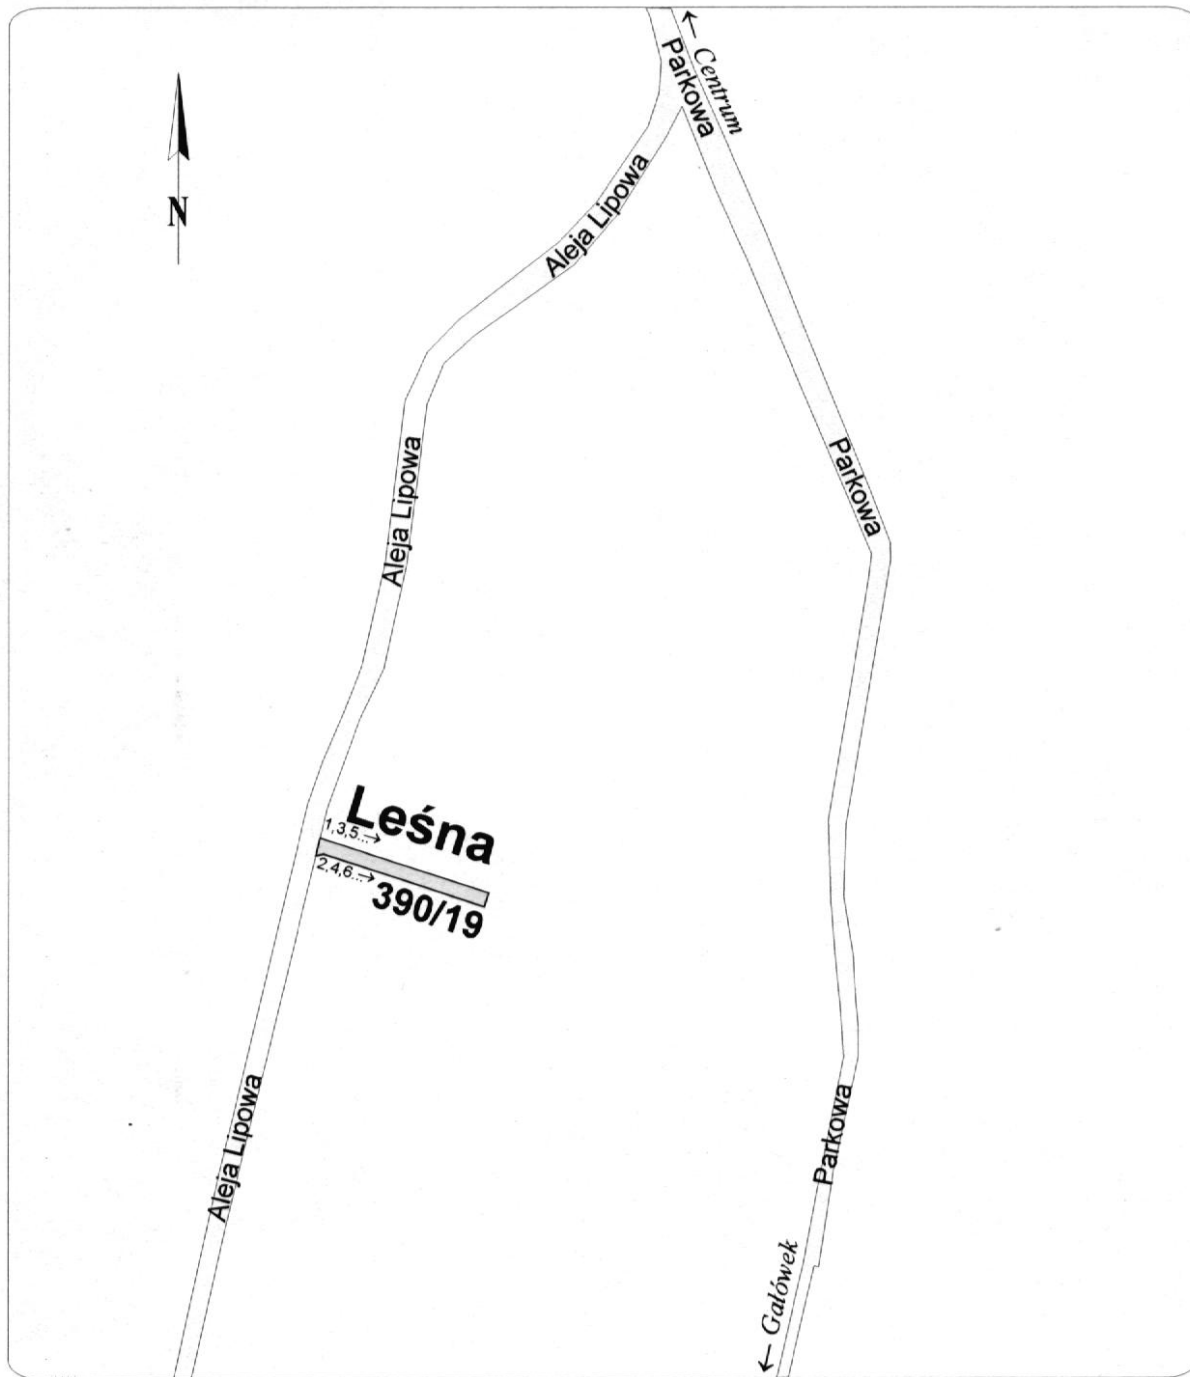 ← Centrum
Parkowa
Aleja Lipowa
N
Parkowa
Aleja Lipowa
Leśna
1,3,5...→
2,4,6...→
390/19
Aleja Lipowa
Parkowa
← Gałówek